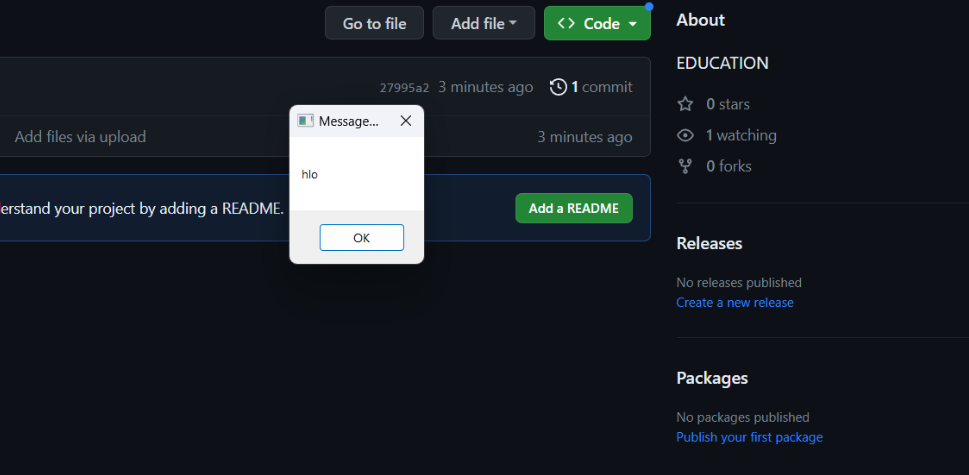 Go to file
Add file
Code
27995a2 3 minutes ago 1 commit
Add files via upload
3 minutes ago
Message...
hlo
OK
erstand your project by adding a README.
Add a README
About
EDUCATION
0 stars
1 watching
0 forks
Releases
No releases published
Create a new release
Packages
No packages published
Publish your first package